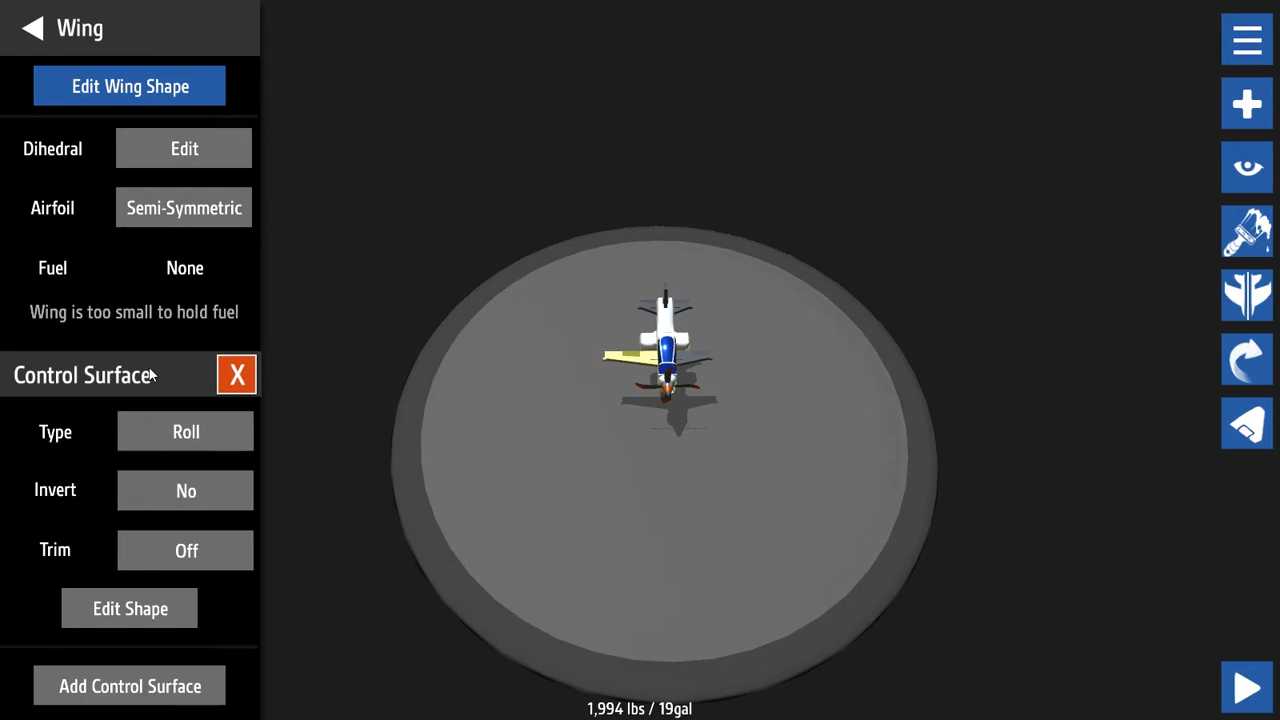 Wing
Edit Wing Shape
Dihedral Edit
Airfoil Semi-Symmetric
Fuel None
Wing is too small to hold fuel
Control Surface X
Type Roll
Invert No
Trim Off
Edit Shape
Add Control Surface
1,994 lbs / 19gal